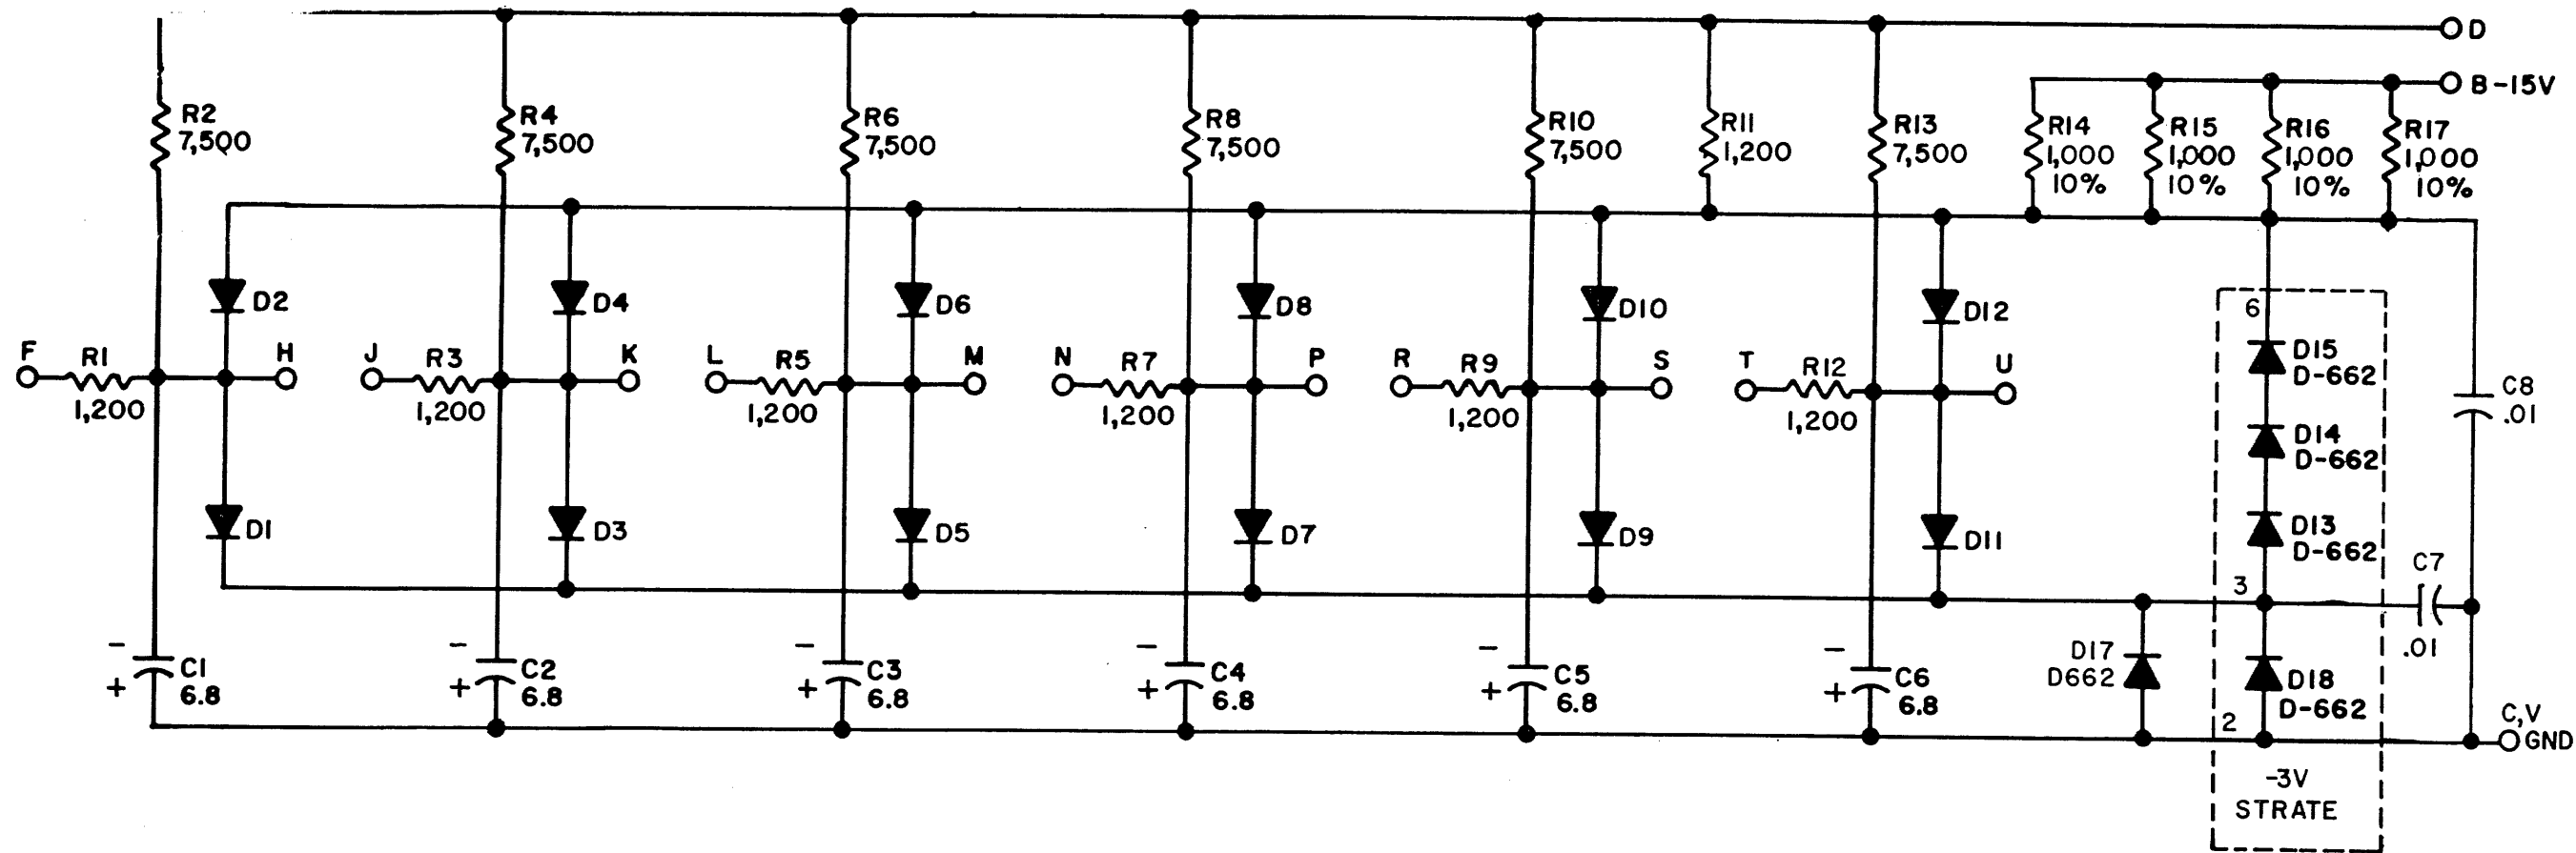 D
B -15V
R2
7,500
R4
7,500
R6
7,500
R8
7,500
R10
7,500
R11
1,200
R13
7,500
R14
1,000
10%
R15
1,000
10%
R16
1,000
10%
R17
1,000
10%
D2
D4
D6
D8
D10
D12
F
R1
1,200
H
J
R3
1,200
K
L
R5
1,200
M
N
R7
1,200
P
R
R9
1,200
S
T
R12
1,200
U
6
D15
D-662
D14
D-662
D13
D-662
C8
.01
D1
D3
D5
D7
D9
D11
3
C7
.01
-
+
C1
6.8
-
+
C2
6.8
-
+
C3
6.8
-
+
C4
6.8
-
+
C5
6.8
-
+
C6
6.8
D17
D662
D18
D-662
2
C,V
GND
-3V
STRATE